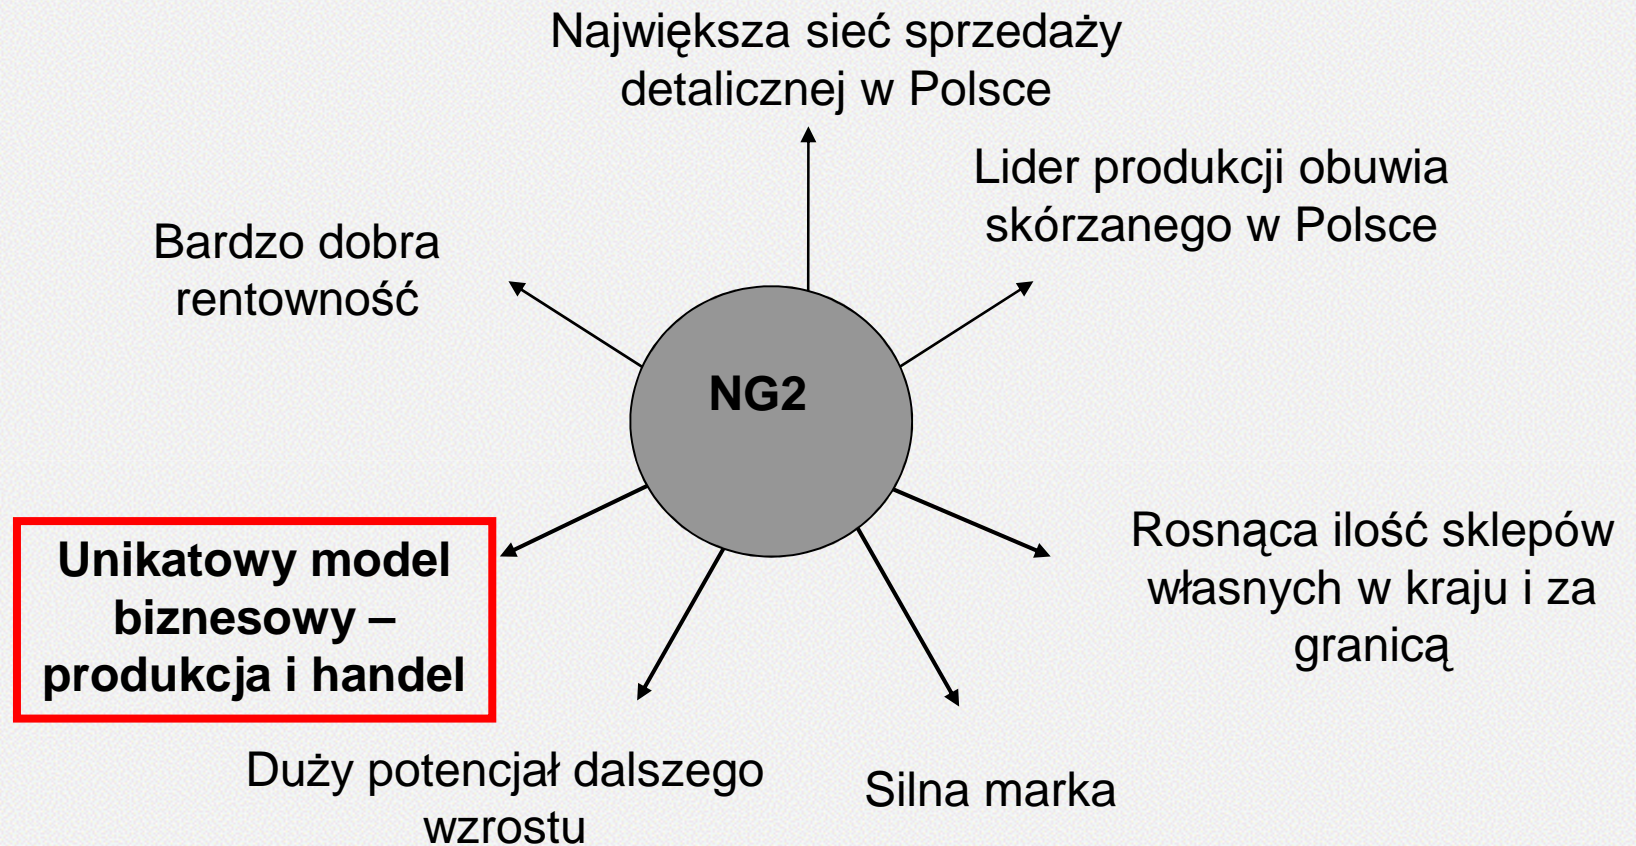 Największa sieć sprzedaży
detalicznej w Polsce
Lider produkcji obuwia
skórzanego w Polsce
Bardzo dobra
rentowność
NG2
Unikatowy model
biznesowy –
produkcja i handel
Rosnąca ilość sklepów
własnych w kraju i za
granicą
Duży potencjał dalszego
wzrostu
Silna marka